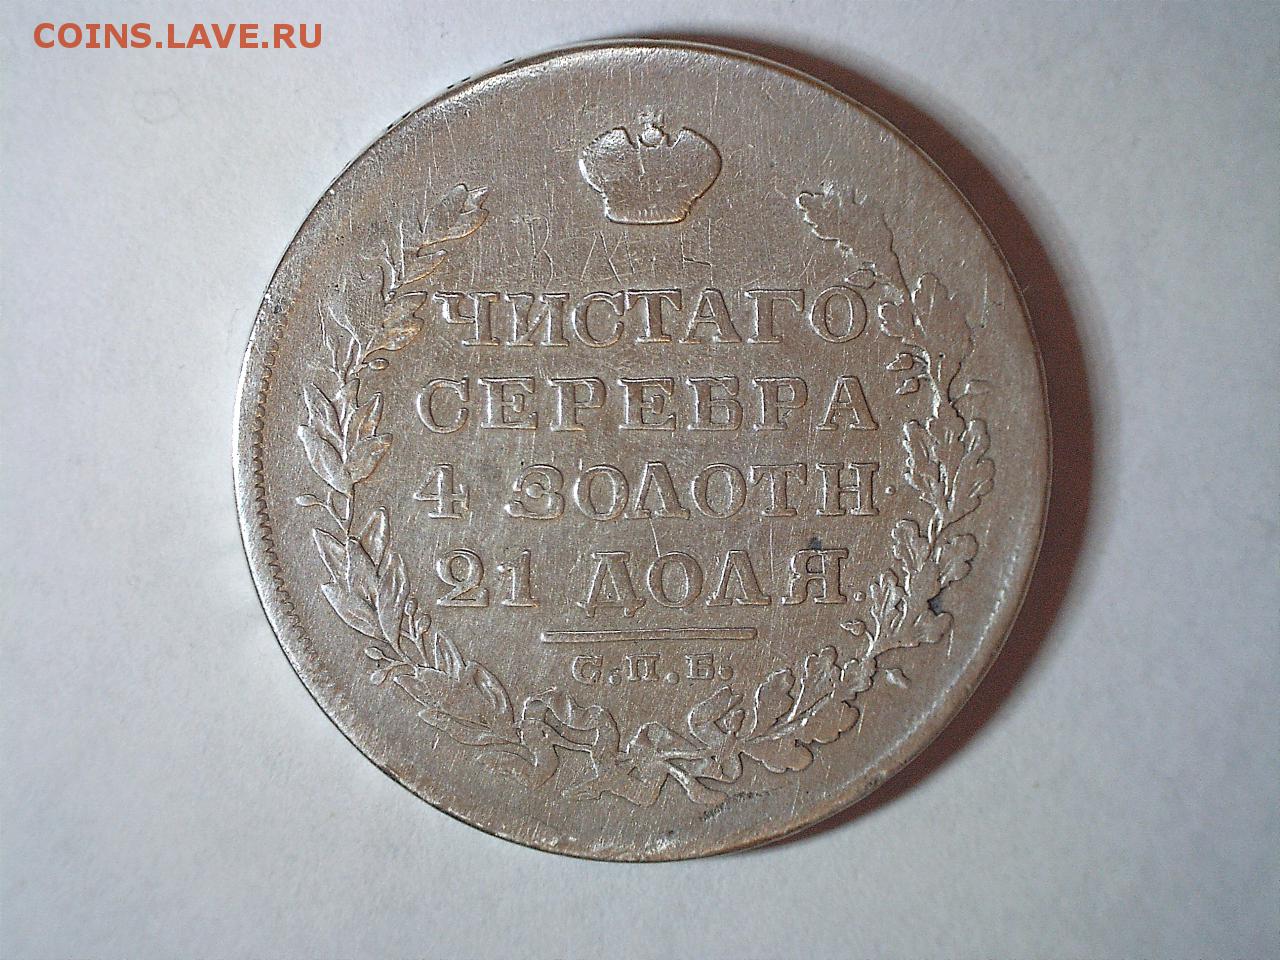 COINS.LAVE.RU
ЧИСТАГО
СЕРЕБРА
4 ЗОЛОТН.
21 ДОЛЯ.
С.П.Б.